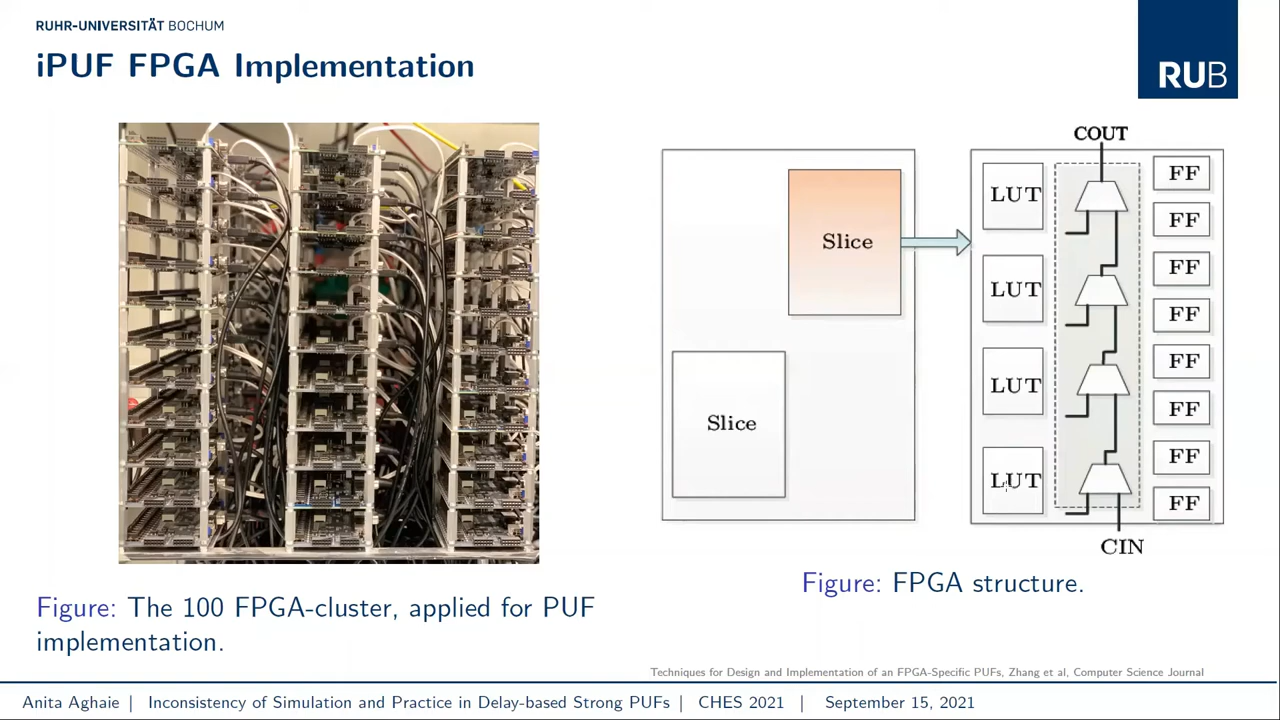 RUHR-UNIVERSITÄT BOCHUM
iPUF FPGA Implementation
RUB
COUT
Slice
Slice
LUT
LUT
LUT
LUT
FF
FF
FF
FF
FF
FF
FF
FF
CIN
Figure: FPGA structure.
Figure: The 100 FPGA-cluster, applied for PUF
implementation.
Techniques for Design and Implementation of an FPGA-Specific PUFs, Zhang et al, Computer Science Journal
Anita Aghaie | Inconsistency of Simulation and Practice in Delay-based Strong PUFs | CHES 2021 | September 15, 2021